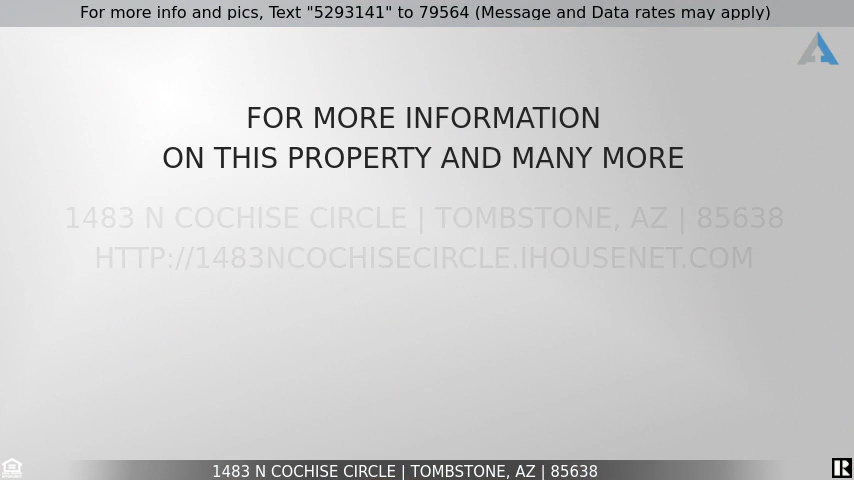 For more info and pics, Text "5293141" to 79564 (Message and Data rates may apply)
FOR MORE INFORMATION
ON THIS PROPERTY AND MANY MORE
1483 N COCHISE CIRCLE | TOMBSTONE, AZ | 85638
HTTP://1483NCOCHISECIRCLE.IHOUSENET.COM
1483 N COCHISE CIRCLE | TOMBSTONE, AZ | 85638